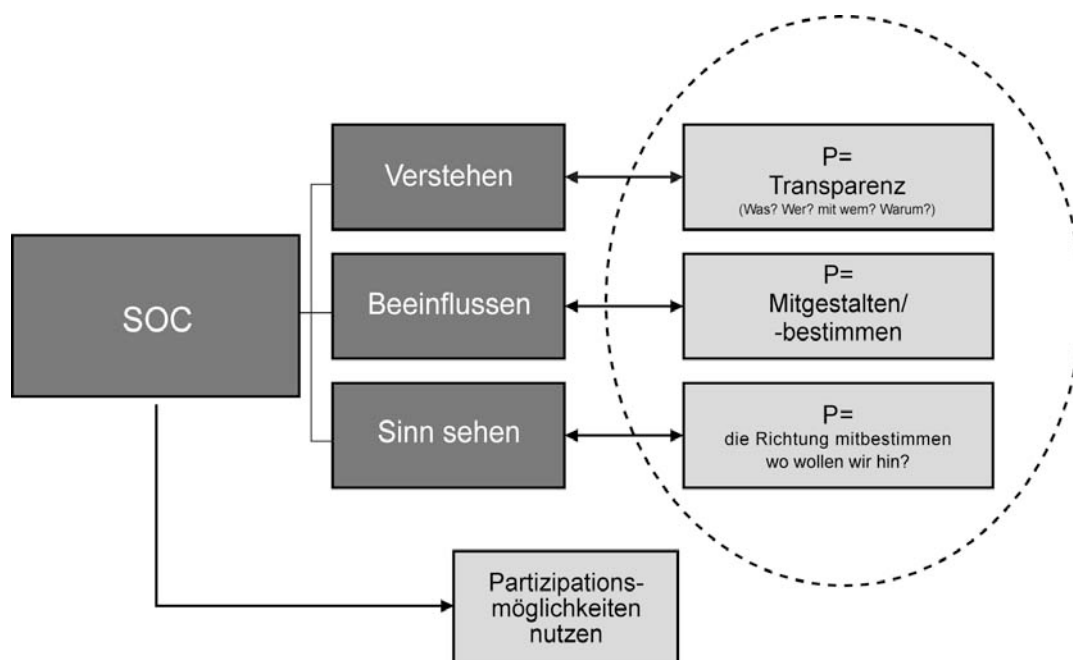 SOC
Verstehen
P=
Transparenz
(Was? Wer? mit wem? Warum?)
Beeinflussen
P=
Mitgestalten/
-bestimmen
Sinn sehen
P=
die Richtung mitbestimmen
wo wollen wir hin?
Partizipations-
möglichkeiten
nutzen